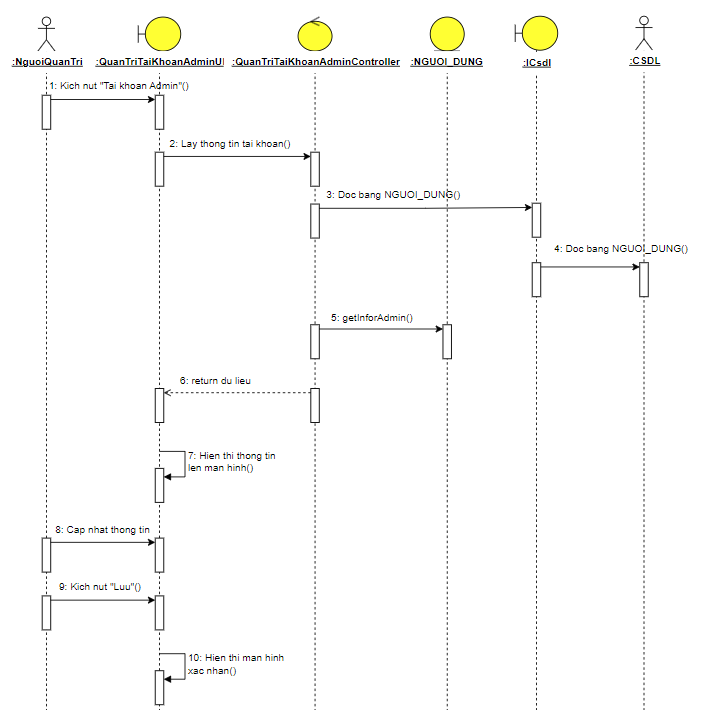 :NguoiQuanTri
:QuanTriTaiKhoanAdminUI
:QuanTriTaiKhoanAdminController
:NGUOI_DUNG
:ICsdl
:CSDL
1: Kich nut "Tai khoan Admin"()
2: Lay thong tin tai khoan()
3: Doc bang NGUOI_DUNG()
4: Doc bang NGUOI_DUNG()
5: getInforAdmin()
6: return du lieu
7: Hien thi thong tin
len man hinh()
8: Cap nhat thong tin
9: Kich nut "Luu"()
10: Hien thi man hinh
xac nhan()